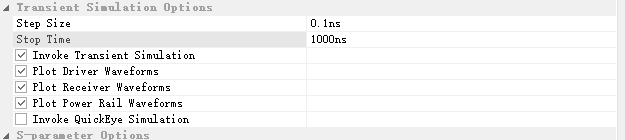 Transient Simulation Options
Step Size 0.1ns
Stop Time 1000ns
Invoke Transient Simulation
Plot Driver Waveforms
Plot Receiver Waveforms
Plot Power Rail Waveforms
Invoke QuickEye Simulation
S-parameter Options